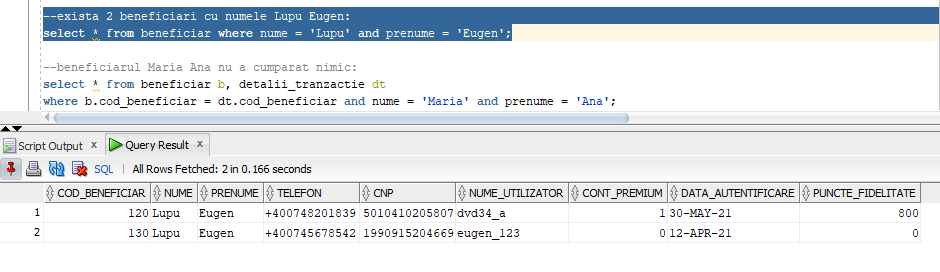 --exista 2 beneficiari cu numele Lupu Eugen:
select * from beneficiar where nume = 'Lupu' and prenume = 'Eugen';
--beneficiarul Maria Ana nu a cumparat nimic:
select * from beneficiar b, detalii_tranzactie dt
where b.cod_beneficiar = dt.cod_beneficiar and nume = 'Maria' and prenume = 'Ana';
Script Output x Query Result x
SQL | All Rows Fetched: 2 in 0.166 seconds
COD_BENEFICIAR NUME PRENUME TELEFON CNP NUME_UTILIZATOR CONT_PREMIUM DATA_AUTENTIFICARE PUNCTE_FIDELITATE
1 120 Lupu Eugen +400748201839 5010410205807 dvd34_a 1 30-MAY-21 800
2 130 Lupu Eugen +400745678542 1990915204669 eugen_123 0 12-APR-21 0